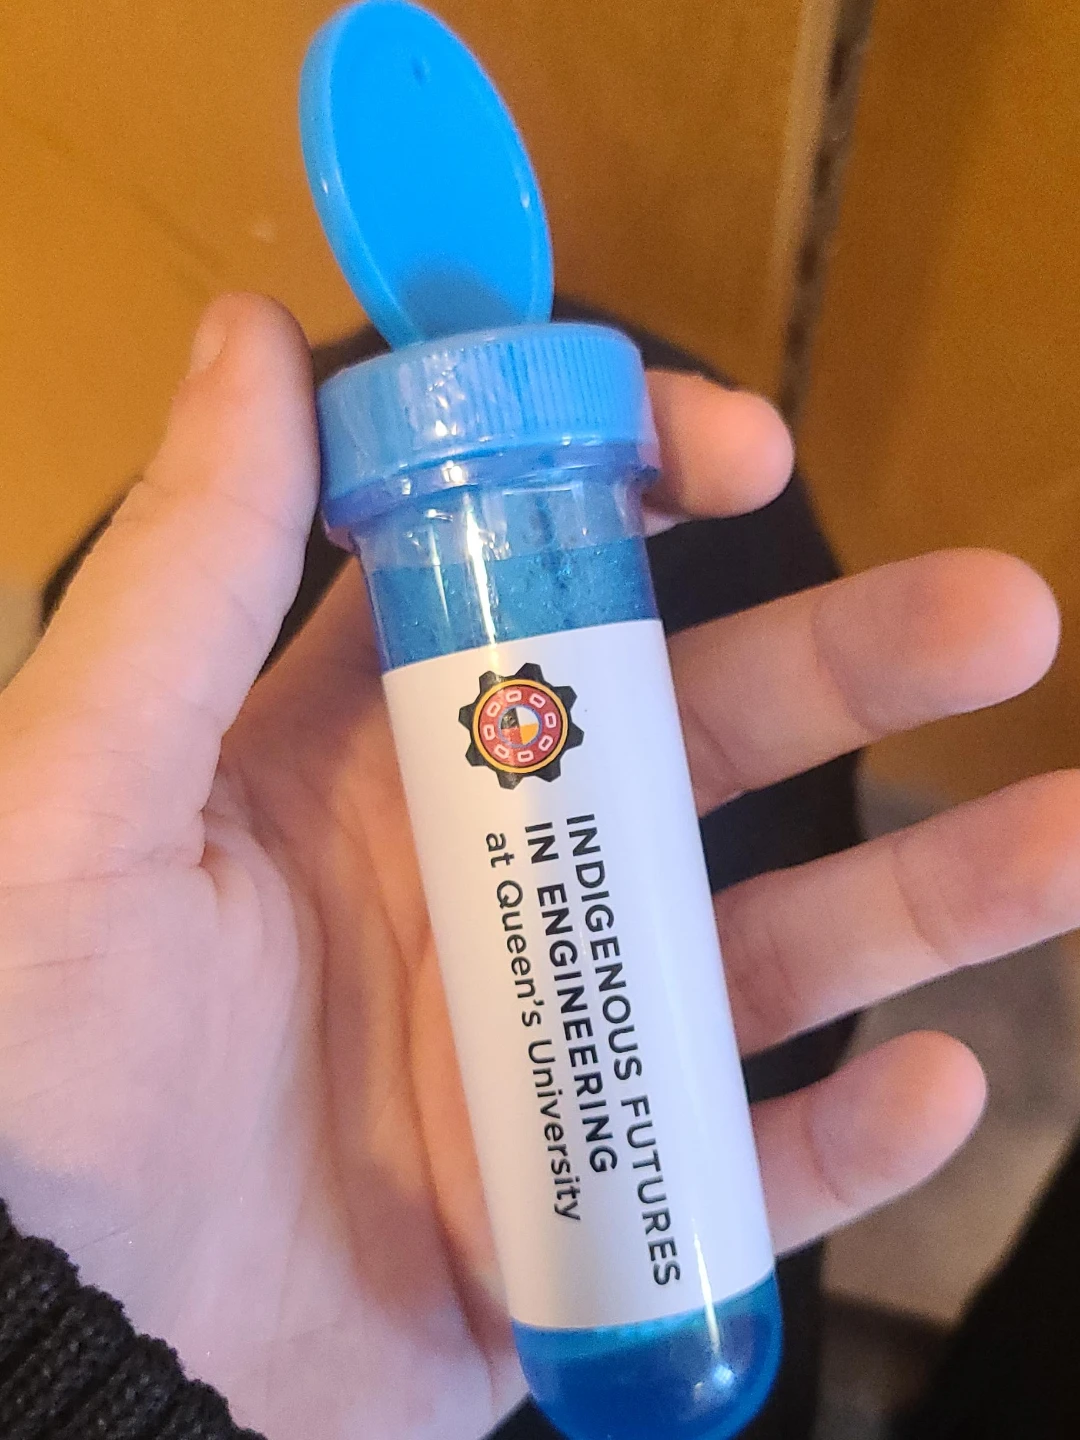 INDIGENOUS FUTURES
IN ENGINEERING
at Queen's University